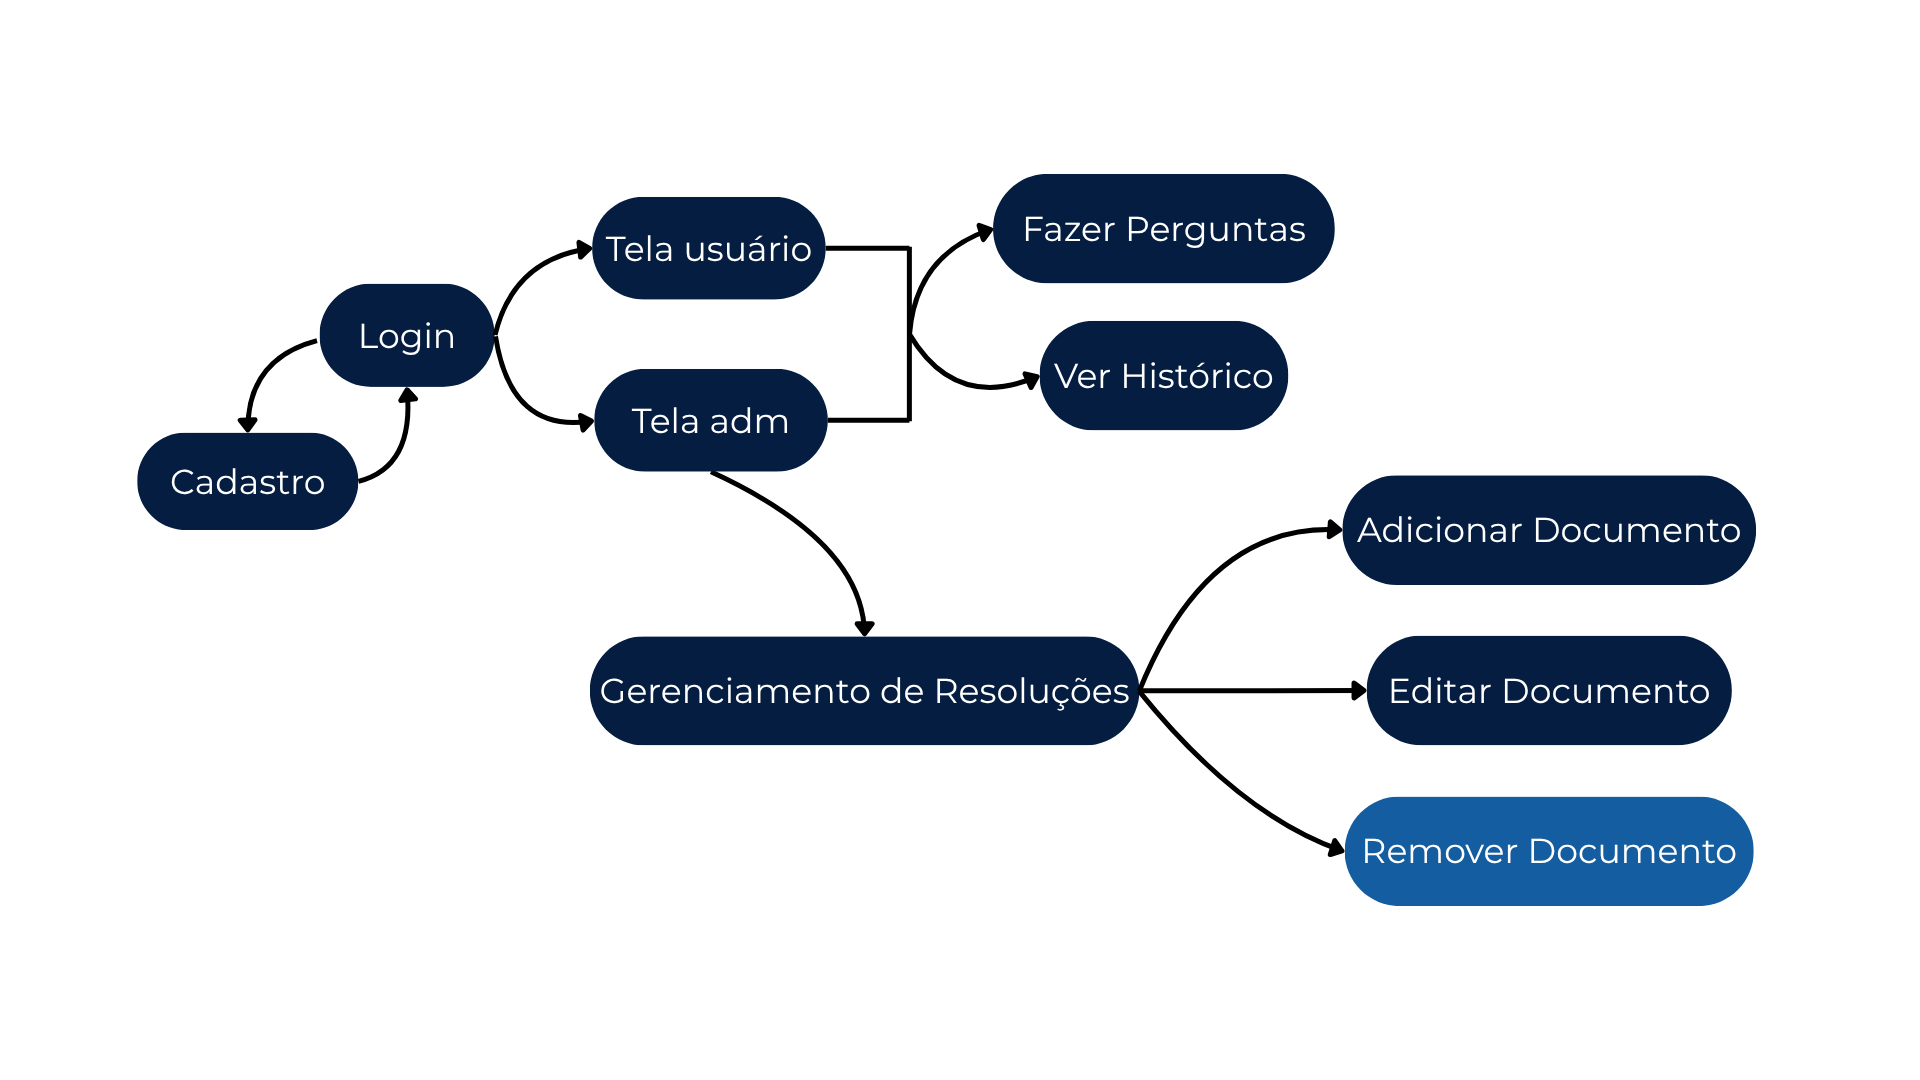 Login
Cadastro
Tela usuário
Tela adm
Fazer Perguntas
Ver Histórico
Gerenciamento de Resoluções
Adicionar Documento
Editar Documento
Remover Documento